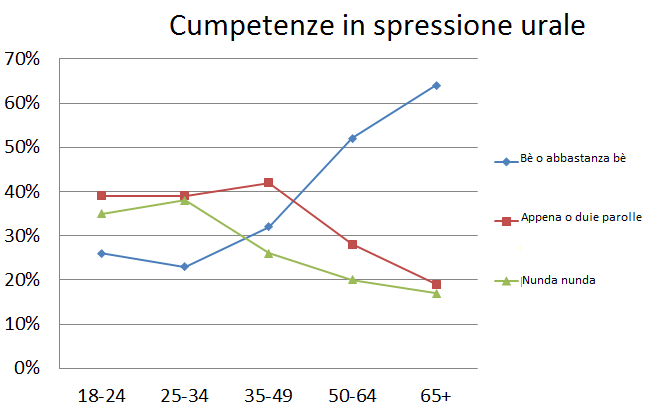 Cumpetenze in spressione urale
70%
60%
50%
40%
30%
20%
10%
0%
18-24 25-34 35-49 50-64 65+
Bè o abbastanza bè
Appena o duie parolle
Nunda nunda